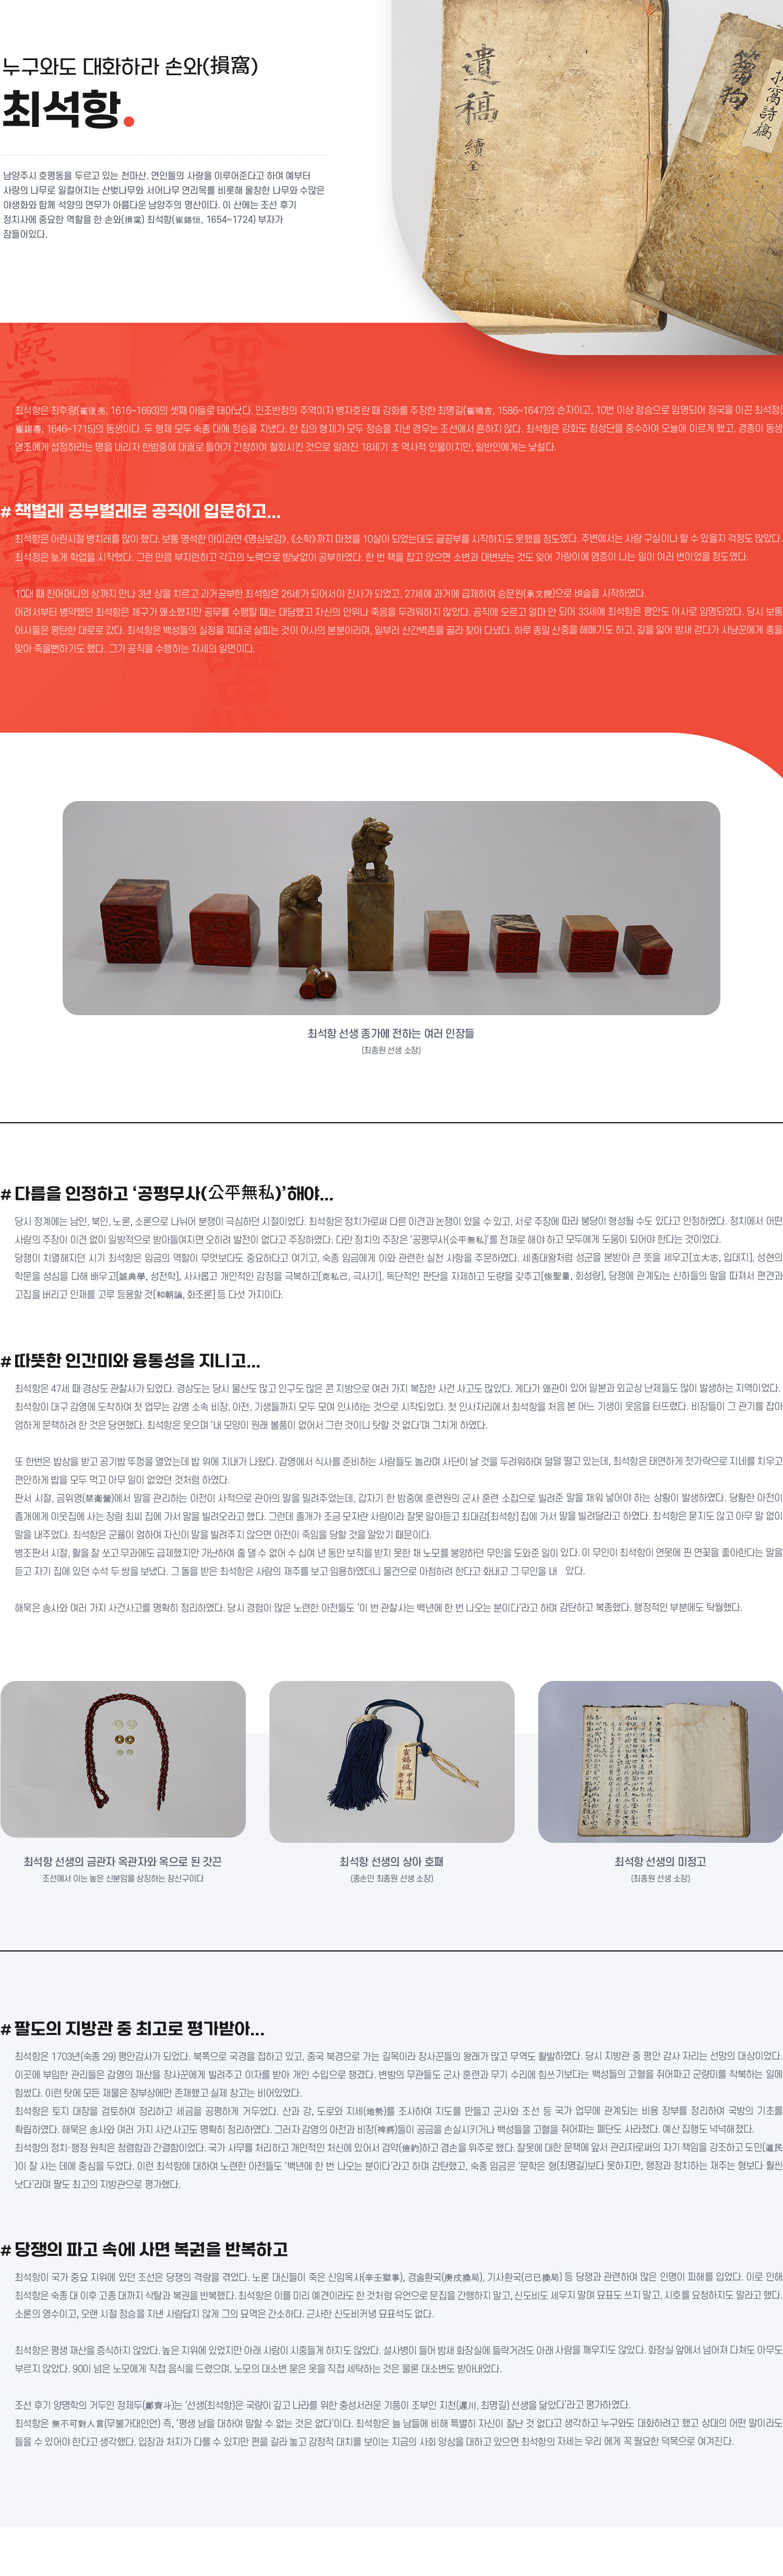 누구와도 대화하라 손와(損窩)
최석항.
남양주시 호평동을 두르고 있는 천마산. 연인들의 사랑을 이루어준다고 하여 예부터
사랑의 나무로 일컬어지는 산벚나무와 서어나무 연리목를 비롯해 울창한 나무와 수많은
야생화와 함께 석양의 연무가 아름다운 남양주의 명산이다. 이 산에는 조선 후기
정치사에 중요한 역할을 한 손와(損窩) 최석항(崔錫恒, 1654~1724) 부자가
잠들어있다.
遺稿
續
全
최석항은 최후량(崔後亮, 1616~1693)의 셋째 아들로 태어났다. 인조반정의 주역이자 병자호란 때 강화를 주장한 최명길(崔鳴吉, 1586~1647)의 손자이고, 10번 이상 정승으로 임명되어 정국을 이끈 최석정(
崔錫鼎, 1646~1715)의 동생이다. 두 형제 모두 숙종 대에 정승을 지냈다. 한 집의 형제가 모두 정승을 지낸 경우는 조선에서 흔하지 않다. 최석항은 강화도 첨성단을 중수하여 오늘에 이르게 했고, 경종이 동생
영조에게 섭정하라는 명을 내리자 한밤중에 대궐로 들어가 간청하여 철회시킨 것으로 알려진 18세기 초 역사적 인물이지만, 일반인에게는 낯설다.
# 책벌레 공부벌레로 공직에 입문하고...
최석항은 어린시절 병치레를 많이 했다. 보통 명석한 아이라면 《명심보감》, 《소학》까지 마쳤을 10살이 되었는데도 글공부를 시작하지도 못했을 정도였다. 주변에서는 사람 구실이나 할 수 있을지 걱정도 많았다.
최석정은 늦게 학업을 시작했다. 그런 만큼 부지런하고 각고의 노력으로 밤낮없이 공부하였다. 한 번 책을 잡고 앉으면 소변과 대변보는 것도 잊어 가랑이에 염증이 나는 일이 여러 번이었을 정도였다.
10대 때 친어머니의 상까지 만나 3년 상을 치르고 과거공부한 최석항은 26세가 되어서야 진사가 되었고, 27세에 과거에 급제하여 승문원(承文院)으로 벼슬을 시작하였다.
어려서부터 병약했던 최석항은 체구가 왜소했지만 공무를 수행할 때는 대담했고 자신의 안위나 죽음을 두려워하지 않았다. 공직에 오르고 얼마 안 되어 33세에 최석항은 평안도 어사로 임명되었다. 당시 보통
어사들은 평탄한 대로로 갔다. 최석항은 백성들의 실정을 제대로 살피는 것이 어사의 본분이라며, 일부러 산간벽촌을 골라 찾아 다녔다. 하루 종일 산중을 해매기도 하고, 길을 잃어 밤새 걷다가 사냥꾼에게 총을
맞아 죽을뻔하기도 했다. 그가 공직을 수행하는 자세의 일면이다.
최석항 선생 종가에 전하는 여러 인장들
(최종원 선생 소장)
# 다름을 인정하고 ‘공평무사(公平無私)’해야...
당시 정계에는 남인, 북인, 노론, 소론으로 나뉘어 분쟁이 극심하던 시절이었다. 최석항은 정치가로써 다른 이견과 논쟁이 있을 수 있고, 서로 주장에 따라 붕당이 형성될 수도 있다고 인정하였다. 정치에서 어떤
사람의 주장이 이견 없이 일방적으로 받아들여지면 오히려 발전이 없다고 주장하였다. 다만 정치의 주장은 ‘공평무사(公平無私)’를 전재로 해야 하고 모두에게 도움이 되어야 한다는 것이었다.
당쟁이 치열해지던 시기 최석항은 임금의 역할이 무엇보다도 중요하다고 여기고, 숙종 임금에게 이와 관련한 실천 사항을 주문하였다. 세종대왕처럼 성군을 본받아 큰 뜻을 세우고[立大志, 입대지], 성현의
학문을 성심을 다해 배우고[誠典學, 성전학], 사사롭고 개인적인 감정을 극복하고[克私己, 극사기], 독단적인 판단을 자제하고 도량을 갖추고[恢聖量, 회성량], 당쟁에 관계되는 신하들의 말을 따져서 편견과
고집을 버리고 인재를 고루 등용할 것[和朝論, 화조론] 등 다섯 가지이다.
# 따뜻한 인간미와 융통성을 지니고...
최석항은 47세 때 경상도 관찰사가 되었다. 경상도는 당시 물산도 많고 인구도 많은 큰 지방으로 여러 가지 복잡한 사건 사고도 많았다. 게다가 왜관이 있어 일본과 외교상 난제들도 많이 발생하는 지역이었다.
최석항이 대구 감영에 도착하여 첫 업무는 감영 소속 비장, 아전, 기생들까지 모두 모여 인사하는 것으로 시작되었다. 첫 인사자리에서 최석항을 처음 본 어느 기생이 웃음을 터뜨렸다. 비장들이 그 관기를 잡아
엄하게 문책하려 한 것은 당연했다. 최석항은 웃으며 ‘내 모양이 원래 볼품이 없어서 그런 것이니 탓할 것 없다’며 그치게 하였다.
또 한번은 밥상을 받고 공기밥 뚜껑을 열었는데 밥 위에 지내가 나왔다. 감영에서 식사를 준비하는 사람들도 놀라며 사단이 날 것을 두려워하며 덜덜 떨고 있는데, 최석항은 태연하게 젓가락으로 지네를 치우고
편안하게 밥을 모두 먹고 아무 일이 없었던 것처럼 하였다.
판서 시절, 금위영(禁衛營)에서 말을 관리하는 아전이 사적으로 관아의 말을 밀려주었는데, 갑자기 한 밤중에 훈련원의 군사 훈련 소집으로 빌려준 말을 채워 넣어야 하는 상황이 발생하였다. 당황한 아전이
졸개에게 이웃집에 사는 장림 최씨 집에 가서 말을 빌려오라고 했다. 그런데 졸개가 조금 모자란 사람이라 잘못 알아듣고 최대감[최석항] 집에 가서 말을 빌려달라고 하였다. 최석항은 묻지도 않고 아무 말 없이
말을 내주었다. 최석항은 군율이 엄하여 자신이 말을 빌려주지 않으면 아전이 죽임을 당할 것을 알았기 때문이다.
병조판서 시절, 활을 잘 쏘고 무과에도 급제했지만 가난하여 줄 댈 수 없어 수 십여 년 동안 보직을 받지 못한 채 노모를 봉양하던 무인을 도와준 일이 있다. 이 무인이 최석항이 연못에 핀 연꽃을 좋아한다는 말을
듣고 자기 집에 있던 수석 두 쌍을 보냈다. 그 돌을 받은 최석항은 사람의 재주를 보고 임용하였더니 물건으로 아첨하려 한다고 화내고 그 무인을 내 았다.
해묵은 송사와 여러 가지 사건사고를 명확히 정리하였다. 당시 경험이 많은 노련한 아전들도 ‘이 번 관찰사는 백년에 한 번 나오는 분이다’라고 하며 감탄하고 복종했다. 행정적인 부분에도 탁월했다.
최석항 선생의 금관자 옥관자와 옥으로 된 갓끈
조선에서 이는 높은 신분임을 상징하는 장신구이다
최석항 선생의 상아 호패
(종손인 최종원 선생 소장)
최석항 선생의 미정고
(최종원 선생 소장)
# 팔도의 지방관 중 최고로 평가받아...
최석항은 1703년(숙종 29) 평안감사가 되었다. 북쪽으로 국경을 접하고 있고, 중국 북경으로 가는 길목이라 장사꾼들의 왕래가 많고 무역도 활발하였다. 당시 지방관 중 평안 감사 자리는 선망의 대상이었다.
이곳에 부임한 관리들은 감영의 재산을 장사꾼에게 빌려주고 이자를 받아 개인 수입으로 챙겼다. 변방의 무관들도 군사 훈련과 무기 수리에 힘쓰기보다는 백성들의 고혈을 쥐어짜고 군량미를 착복하는 일에
힘썼다. 이런 탓에 모든 재물은 장부상에만 존재했고 실제 창고는 비어있었다.
최석항은 토지 대장을 검토하여 정리하고 세금을 공평하게 거두었다. 산과 강, 도로와 지세(地勢)를 조사하여 지도를 만들고 군사와 조선 등 국가 업무에 관계되는 비용 장부를 정리하여 국방의 기초를
확립하였다. 해묵은 송사와 여러 가지 사건사고도 명확히 정리하였다. 그러자 감영의 아전과 비장(裨將)들이 공금을 손실시키거나 백성들을 고혈을 쥐어짜는 폐단도 사라졌다. 예산 집행도 넉넉해졌다.
최석항의 정치·행정 원칙은 청렴함과 간결함이었다. 국가 사무를 처리하고 개인적인 처신에 있어서 검약(儉約)하고 겸손을 위주로 했다. 잘못에 대한 문책에 앞서 관리자로써의 자기 책임을 강조하고 도민(道民
)이 잘 사는 데에 중심을 두었다. 이런 최석항에 대하여 노련한 아전들도 ‘백년에 한 번 나오는 분이다’라고 하며 감탄했고, 숙종 임금은 ‘문학은 형(최명길)보다 못하지만, 행정과 정치하는 재주는 형보다 훨씬
낫다’라며 팔도 최고의 지방관으로 평가했다.
# 당쟁의 파고 속에 사면 복권을 반복하고
최석항이 국가 중요 지위에 있던 조선은 당쟁의 격랑을 겪었다. 노론 대신들이 죽은 신임옥사(辛壬獄事), 경술환국(庚戌換局), 기사환국(己巳換局) 등 당쟁과 관련하여 많은 인명이 피해를 입었다. 이로 인해
최석항은 숙종 대 이후 고종 대까지 삭탈과 복권을 반복했다. 최석항은 이를 미리 예견이라도 한 것처럼 유언으로 문집을 간행하지 말고, 신도비도 세우지 말며 묘표도 쓰지 말고, 시호를 요청하지도 말라고 했다.
소론의 영수이고, 오랜 시절 정승을 지낸 사람답지 않게 그의 묘역은 간소하다. 근사한 신도비커녕 묘표석도 없다.
최석항은 평생 재산을 증식하지 않았다. 높은 지위에 있었지만 아래 사람이 시중들게 하지도 않았다. 설사병이 들어 밤새 화장실에 들락거려도 아래 사람을 깨우지도 않았다. 화장실 앞에서 넘어져 다쳐도 아무도
부르지 않았다. 90이 넘은 노모에게 직접 음식을 드렸으며, 노모의 대소변 묻은 옷을 직접 세탁하는 것은 물론 대소변도 받아내었다.
조선 후기 양명학의 거두인 정제두(鄭齊斗)는 ‘선생(최석항)은 국량이 깊고 나라를 위한 충성서러운 기품이 조부인 지천(遲川, 최명길) 선생을 닮았다’라고 평가하였다.
최석항은 無不可對人言(무불가대인언) 즉, ‘평생 남을 대하여 말할 수 없는 것은 없다’이다. 최석항은 늘 남들에 비해 특별히 자신이 잘난 것 없다고 생각하고 누구와도 대화하려고 했고 상대의 어떤 말이라도
들을 수 있어야 한다고 생각했다. 입장과 처지가 다를 수 있지만 편을 갈라 놓고 감정적 대치를 보이는 지금의 사회 양상을 대하고 있으면 최석항의 자세는 우리 에게 꼭 필요한 덕목으로 여겨진다.